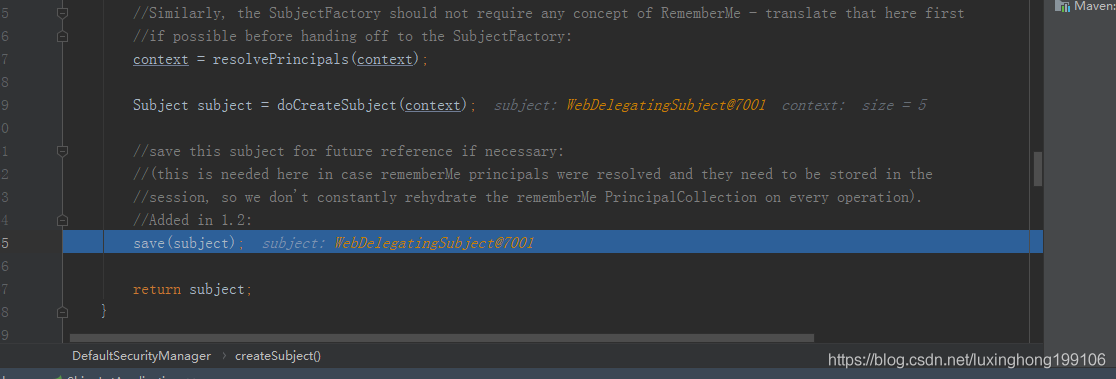 5 //Similarly, the SubjectFactory should not require any concept of RememberMe - translate that here first
Maven:
6 //if possible before handing off to the SubjectFactory:
7 context = resolvePrincipals(context);
8
9 Subject subject = doCreateSubject(context); subject: WebDelegatingSubject@7001 context: size = 5
0
1 //save this subject for future reference if necessary:
2 //(this is needed here in case rememberMe principals were resolved and they need to be stored in the
3 //session, so we don't constantly rehydrate the rememberMe PrincipalCollection on every operation).
4 //Added in 1.2:
5 save(subject); subject: WebDelegatingSubject@7001
6
7 return subject;
8 }
9
DefaultSecurityManager › createSubject()
https://blog.csdn.net/luxinghong199106